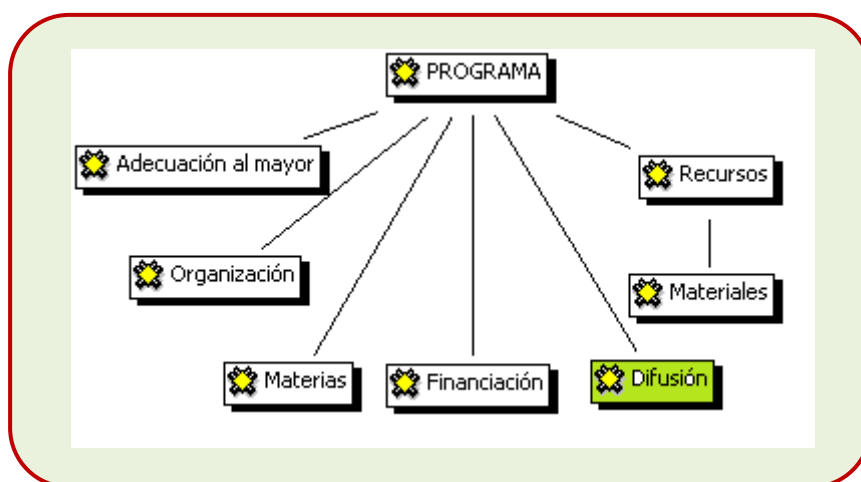 PROGRAMA
Adecuación al mayor
Recursos
Organización
Materiales
Materias
Financiación
Difusión